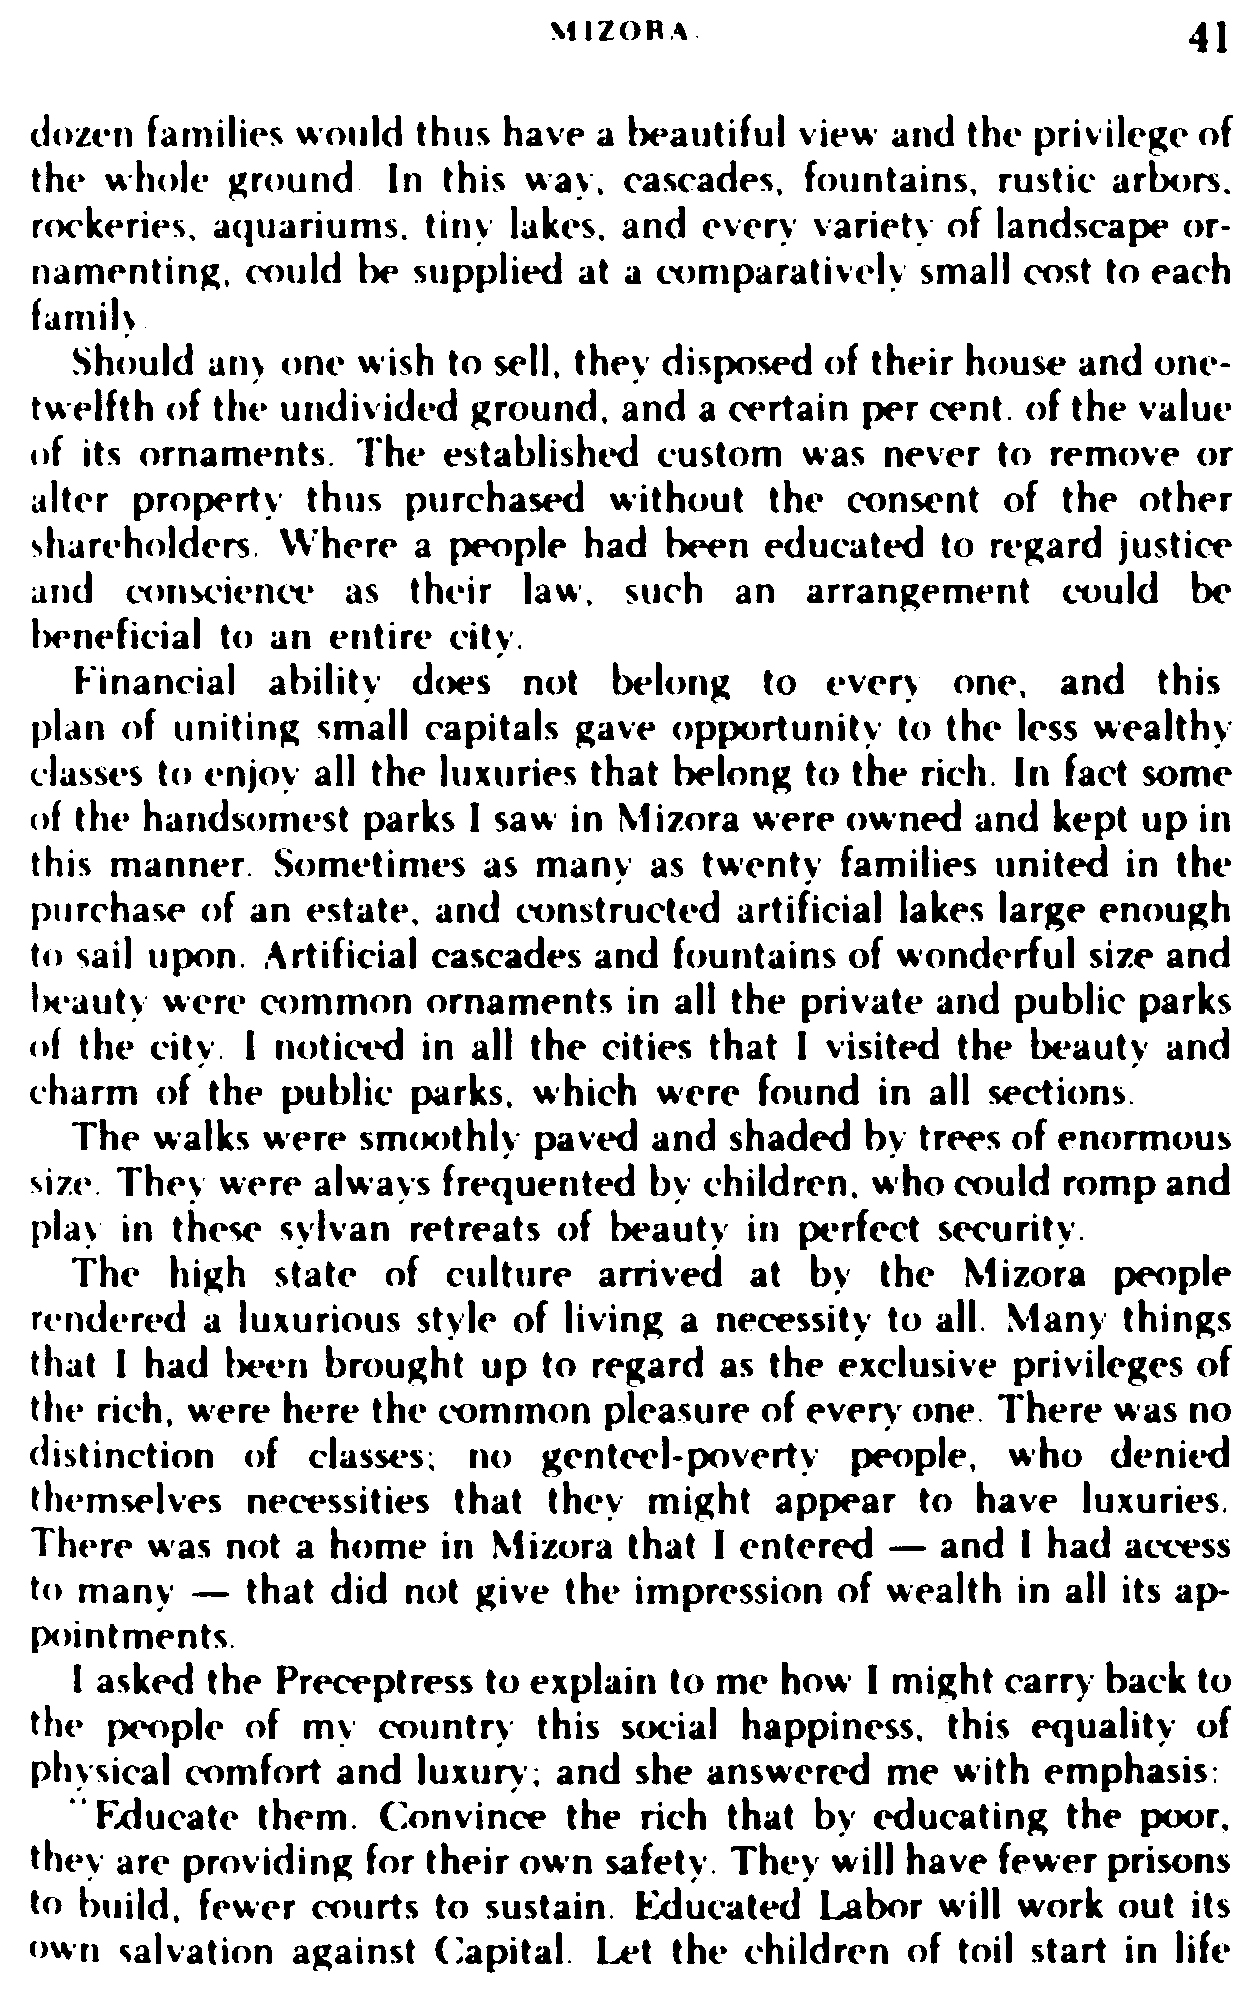 MIZORA. 41
dozen families would thus have a beautiful view and the privilege of
the whole ground. In this way, cascades, fountains, rustic arbors,
rockeries, aquariums, tiny lakes, and every variety of landscape or-
namenting, could be supplied at a comparatively small cost to each
family.
Should any one wish to sell, they disposed of their house and one-
twelfth of the undivided ground, and a certain per cent. of the value
of its ornaments. The established custom was never to remove or
alter property thus purchased without the consent of the other
shareholders. Where a people had been educated to regard justice
and conscience as their law, such an arrangement could be
beneficial to an entire city.
Financial ability does not belong to every one, and this
plan of uniting small capitals gave opportunity to the less wealthy
classes to enjoy all the luxuries that belong to the rich. In fact some
of the handsomest parks I saw in Mizora were owned and kept up in
this manner. Sometimes as many as twenty families united in the
purchase of an estate, and constructed artificial lakes large enough
to sail upon. Artificial cascades and fountains of wonderful size and
beauty were common ornaments in all the private and public parks
of the city. I noticed in all the cities that I visited the beauty and
charm of the public parks, which were found in all sections.
The walks were smoothly paved and shaded by trees of enormous
size. They were always frequented by children, who could romp and
play in these sylvan retreats of beauty in perfect security.
The high state of culture arrived at by the Mizora people
rendered a luxurious style of living a necessity to all. Many things
that I had been brought up to regard as the exclusive privileges of
the rich, were here the common pleasure of every one. There was no
distinction of classes; no genteel-poverty people, who denied
themselves necessities that they might appear to have luxuries.
There was not a home in Mizora that I entered — and I had access
to many — that did not give the impression of wealth in all its ap-
pointments.
I asked the Preceptress to explain to me how I might carry back to
the people of my country this social happiness, this equality of
physical comfort and luxury; and she answered me with emphasis:
"Educate them. Convince the rich that by educating the poor,
they are providing for their own safety. They will have fewer prisons
to build, fewer courts to sustain. Educated Labor will work out its
own salvation against Capital. Let the children of toil start in life